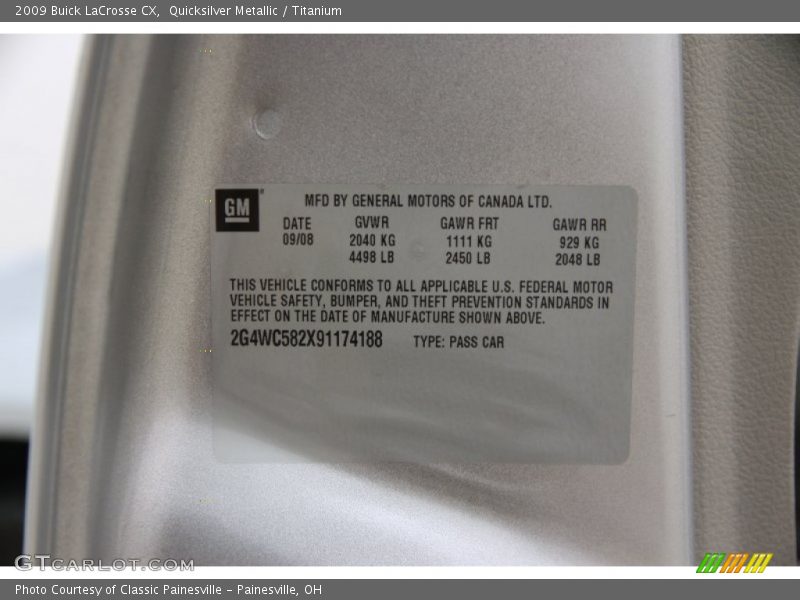 2009 Buick LaCrosse CX,  Quicksilver Metallic / Titanium
GM
MFD BY GENERAL MOTORS OF CANADA LTD.
DATE GVWR GAWR FRT GAWR RR
09/08 2040 KG 1111 KG 929 KG
4498 LB 2450 LB 2048 LB
THIS VEHICLE CONFORMS TO ALL APPLICABLE U.S. FEDERAL MOTOR
VEHICLE SAFETY, BUMPER, AND THEFT PREVENTION STANDARDS IN
EFFECT ON THE DATE OF MANUFACTURE SHOWN ABOVE.
2G4WC582X91174188 TYPE: PASS CAR
GTCARLOT.COM
Photo Courtesy of Classic Painesville – Painesville, OH